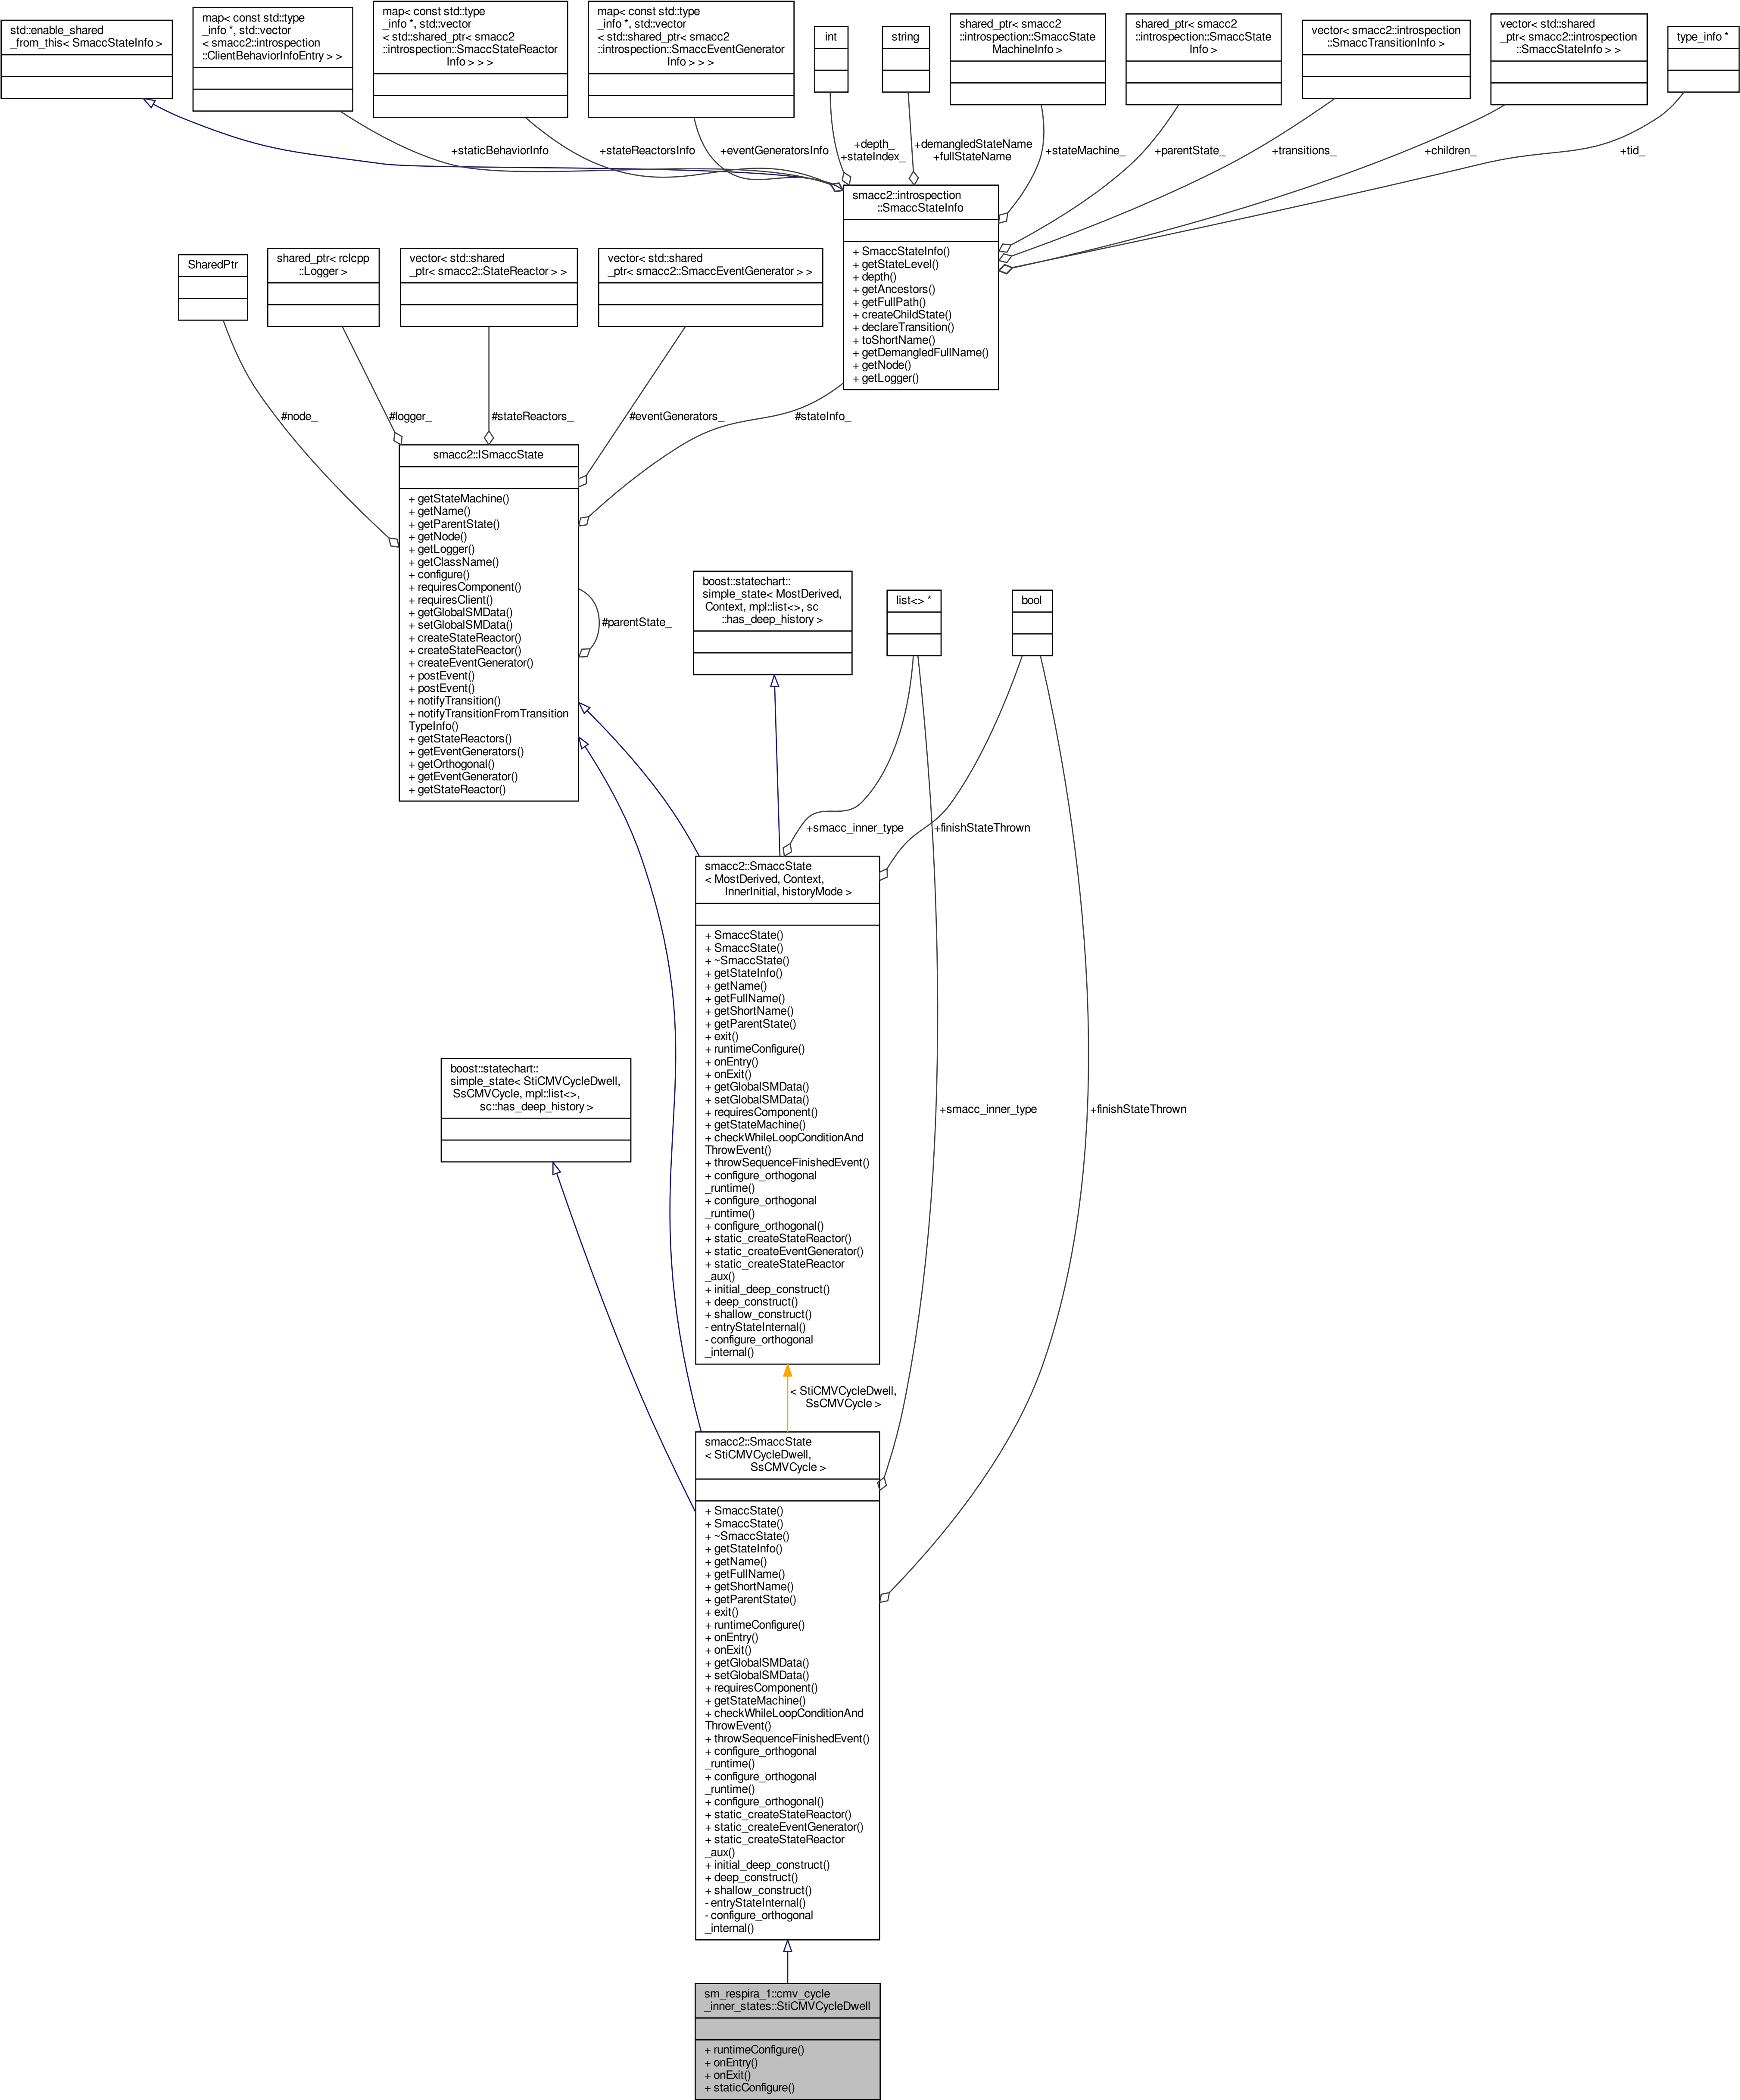 std::enable_shared
_from_this< SmaccStateInfo >
map< const std::type
_info *, std::vector
< smacc2::introspection
::ClientBehaviorInfoEntry > >
map< const std::type
_info *, std::vector
< std::shared_ptr< smacc2
::introspection::SmaccStateReactor
Info > > >
map< const std::type
_info *, std::vector
< std::shared_ptr< smacc2
::introspection::SmaccEventGenerator
Info > > >
int
string
shared_ptr< smacc2
::introspection::SmaccState
MachineInfo >
shared_ptr< smacc2
::introspection::SmaccState
Info >
vector< smacc2::introspection
::SmaccTransitionInfo >
vector< std::shared
_ptr< smacc2::introspection
::SmaccStateInfo > >
type_info *
+staticBehaviorInfo
+stateReactorsInfo
+eventGeneratorsInfo
+depth_
+stateIndex_
+demangledStateName
+fullStateName
+stateMachine_
+parentState_
+transitions_
+children_
+tid_
smacc2::introspection
::SmaccStateInfo
+ SmaccStateInfo()
+ getStateLevel()
+ depth()
+ getAncestors()
+ getFullPath()
+ createChildState()
+ declareTransition()
+ toShortName()
+ getDemangledFullName()
+ getNode()
+ getLogger()
SharedPtr
shared_ptr< rclcpp
::Logger >
vector< std::shared
_ptr< smacc2::StateReactor > >
vector< std::shared
_ptr< smacc2::SmaccEventGenerator > >
#node_
#logger_
#stateReactors_
#eventGenerators_
#stateInfo_
smacc2::ISmaccState
+ getStateMachine()
+ getName()
+ getParentState()
+ getNode()
+ getLogger()
+ getClassName()
+ configure()
+ requiresComponent()
+ requiresClient()
+ getGlobalSMData()
+ setGlobalSMData()
+ createStateReactor()
+ createStateReactor()
+ createEventGenerator()
+ postEvent()
+ postEvent()
+ notifyTransition()
+ notifyTransitionFromTransition
TypeInfo()
+ getStateReactors()
+ getEventGenerators()
+ getOrthogonal()
+ getEventGenerator()
+ getStateReactor()
#parentState_
boost::statechart::
simple_state< MostDerived,
Context, mpl::list<>, sc
::has_deep_history >
list<> *
bool
+smacc_inner_type
+finishStateThrown
smacc2::SmaccState
< MostDerived, Context,
InnerInitial, historyMode >
+ SmaccState()
+ SmaccState()
+ ~SmaccState()
+ getStateInfo()
+ getName()
+ getFullName()
+ getShortName()
+ getParentState()
+ exit()
+ runtimeConfigure()
+ onEntry()
+ onExit()
+ getGlobalSMData()
+ setGlobalSMData()
+ requiresComponent()
+ getStateMachine()
+ checkWhileLoopConditionAnd
ThrowEvent()
+ throwSequenceFinishedEvent()
+ configure_orthogonal
_runtime()
+ configure_orthogonal
_runtime()
+ configure_orthogonal()
+ static_createStateReactor()
+ static_createEventGenerator()
+ static_createStateReactor
_aux()
+ initial_deep_construct()
+ deep_construct()
+ shallow_construct()
- entryStateInternal()
- configure_orthogonal
_internal()
boost::statechart::
simple_state< StiCMVCycleDwell,
SsCMVCycle, mpl::list<>,
sc::has_deep_history >
+smacc_inner_type
+finishStateThrown
< StiCMVCycleDwell,
SsCMVCycle >
smacc2::SmaccState
< StiCMVCycleDwell,
SsCMVCycle >
+ SmaccState()
+ SmaccState()
+ ~SmaccState()
+ getStateInfo()
+ getName()
+ getFullName()
+ getShortName()
+ getParentState()
+ exit()
+ runtimeConfigure()
+ onEntry()
+ onExit()
+ getGlobalSMData()
+ setGlobalSMData()
+ requiresComponent()
+ getStateMachine()
+ checkWhileLoopConditionAnd
ThrowEvent()
+ throwSequenceFinishedEvent()
+ configure_orthogonal
_runtime()
+ configure_orthogonal
_runtime()
+ configure_orthogonal()
+ static_createStateReactor()
+ static_createEventGenerator()
+ static_createStateReactor
_aux()
+ initial_deep_construct()
+ deep_construct()
+ shallow_construct()
- entryStateInternal()
- configure_orthogonal
_internal()
sm_respira_1::cmv_cycle
_inner_states::StiCMVCycleDwell
+ runtimeConfigure()
+ onEntry()
+ onExit()
+ staticConfigure()